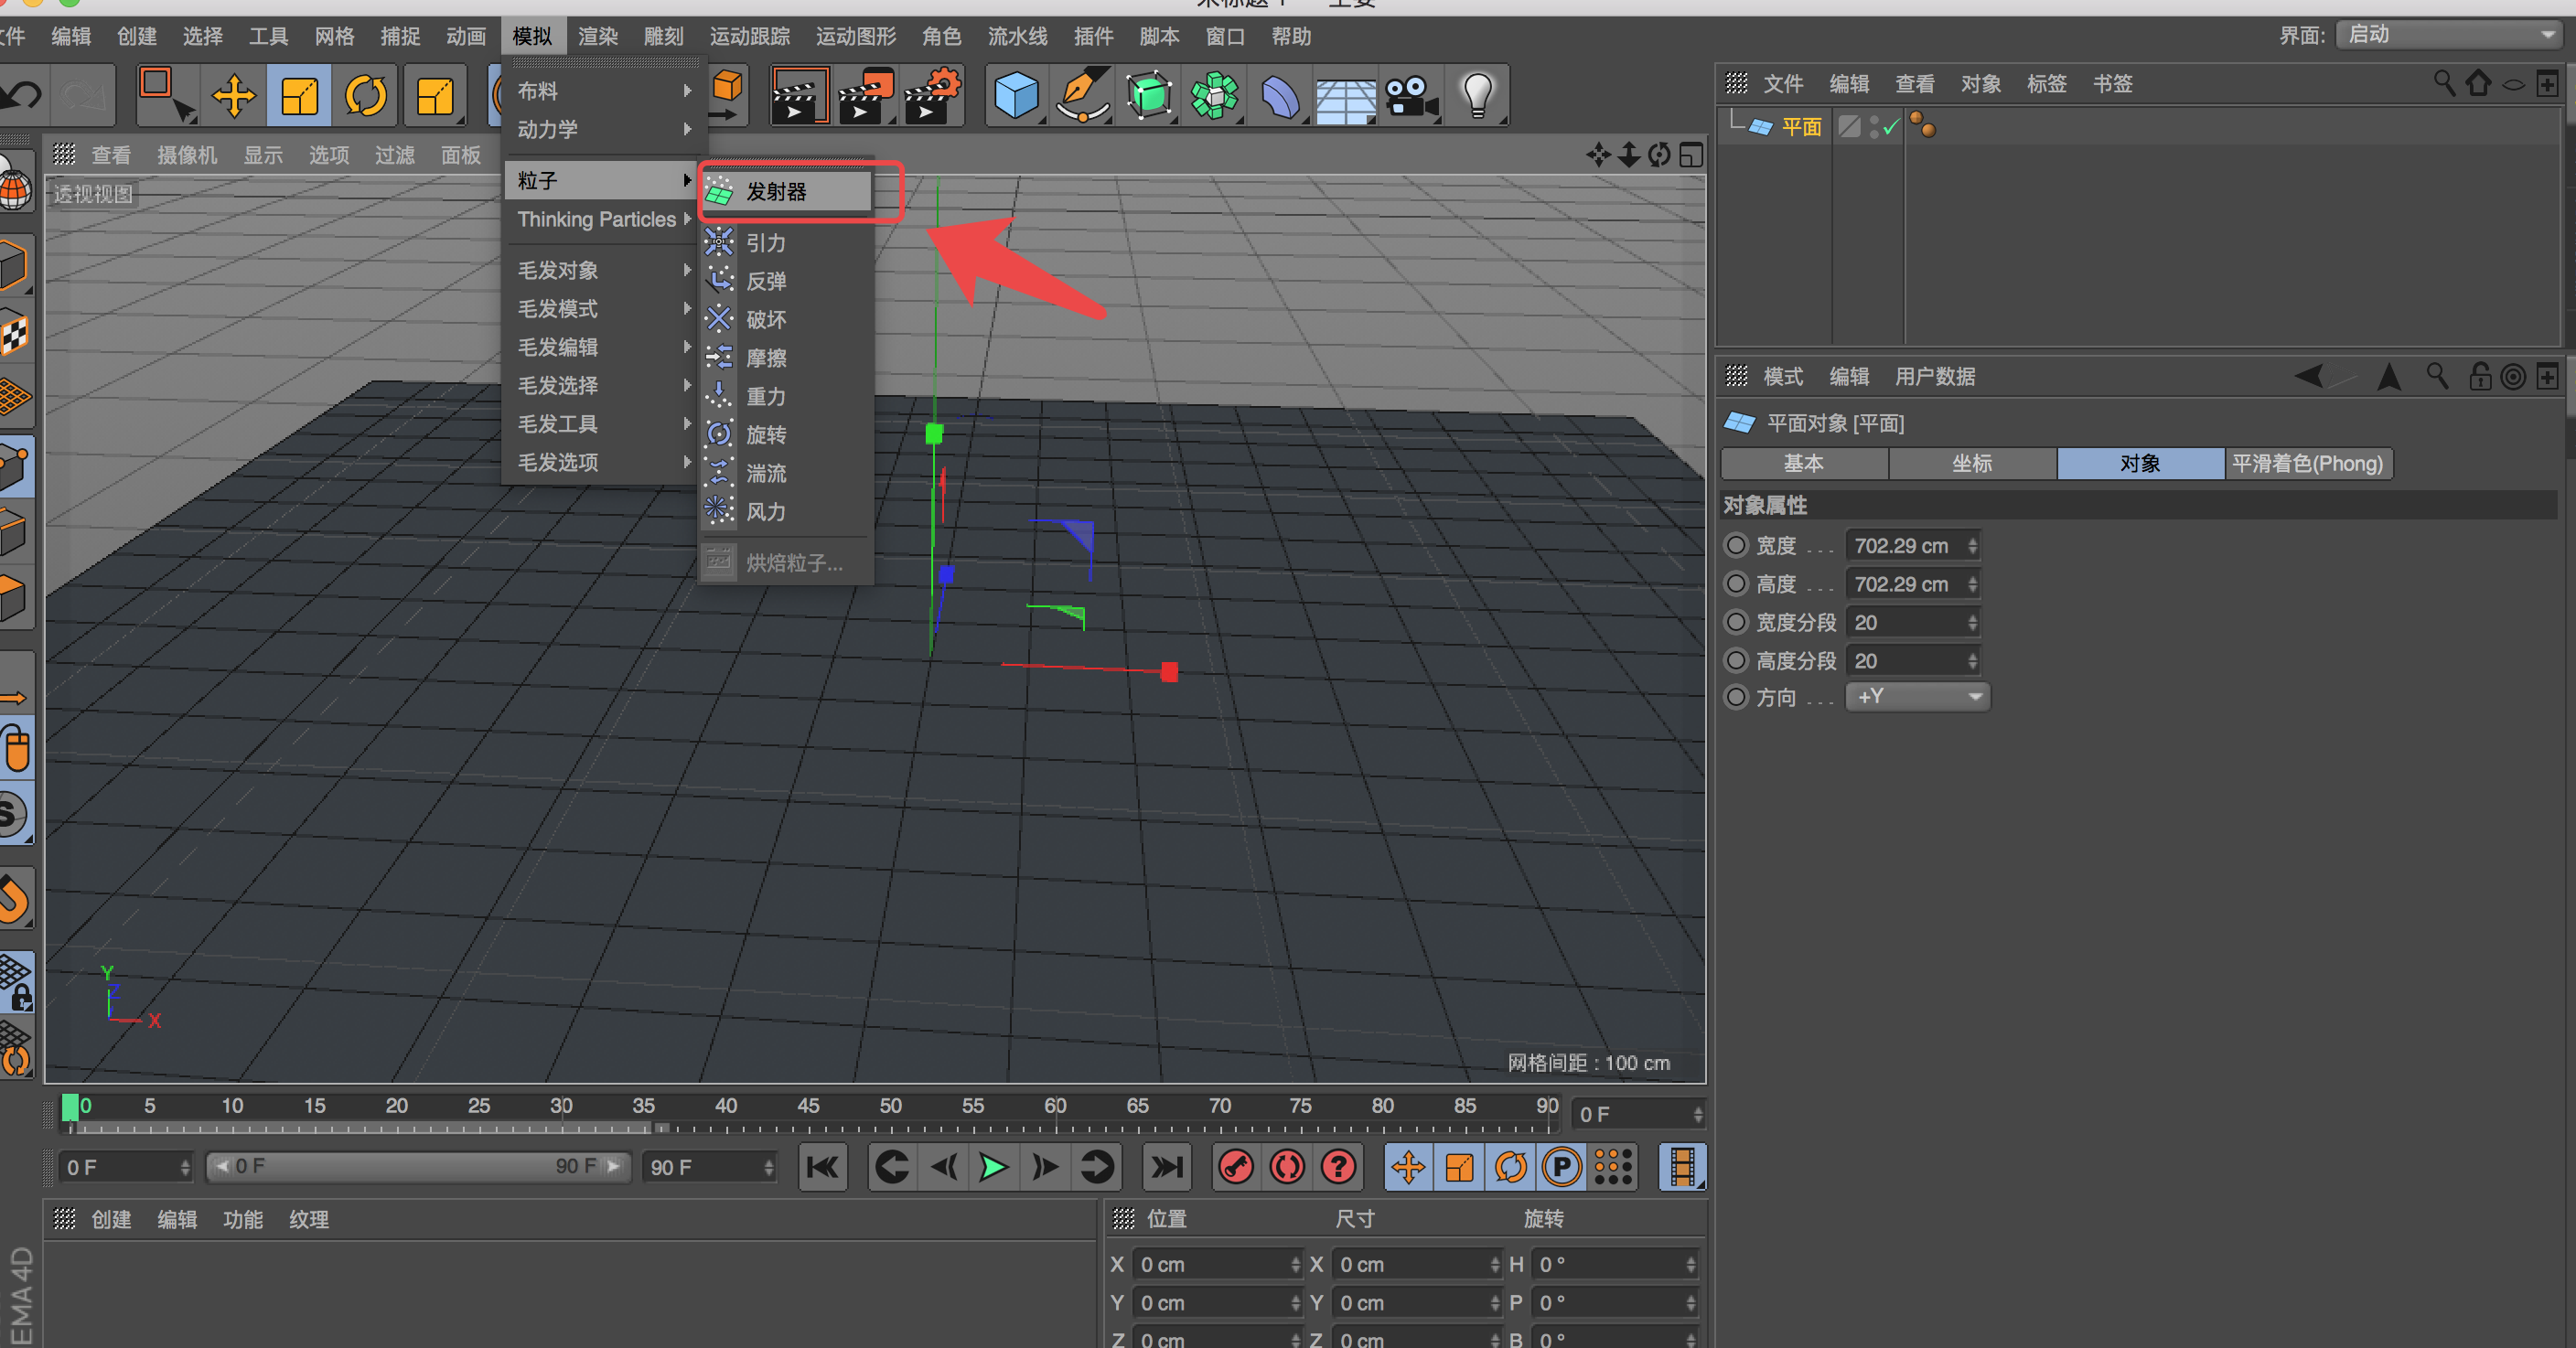 文件 编辑 创建 选择 工具 网格 捕捉 动画 模拟 渲染 雕刻 运动跟踪 运动图形 角色 流水线 插件 脚本 窗口 帮助 界面: 启动
文件 编辑 查看 对象 标签 书签
平面
查看 摄像机 显示 选项 过滤 面板
透视视图
布料
动力学
粒子
Thinking Particles
毛发对象
毛发模式
毛发编辑
毛发选择
毛发工具
毛发选项
发射器
引力
反弹
破坏
摩擦
重力
旋转
湍流
风力
烘焙粒子...
模式 编辑 用户数据
平面对象 [平面]
基本 坐标 对象 平滑着色(Phong)
对象属性
宽度 . . . 702.29 cm
高度 . . . 702.29 cm
宽度分段 20
高度分段 20
方向 . . . +Y
Y
Z
X
网格间距 : 100 cm
0 5 10 15 20 25 30 35 40 45 50 55 60 65 70 75 80 85 90 0 F
0 F 0 F 90 F 90 F
创建 编辑 功能 纹理
位置 尺寸 旋转
X 0 cm X 0 cm H 0 °
Y 0 cm Y 0 cm P 0 °
Z 0 cm Z 0 cm B 0 °
EMA 4D